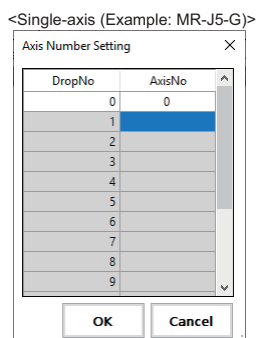 <Single-axis (Example: MR-J5-G)>
Axis Number Setting
DropNo AxisNo
0 0
1
2
3
4
5
6
7
8
9
OK Cancel